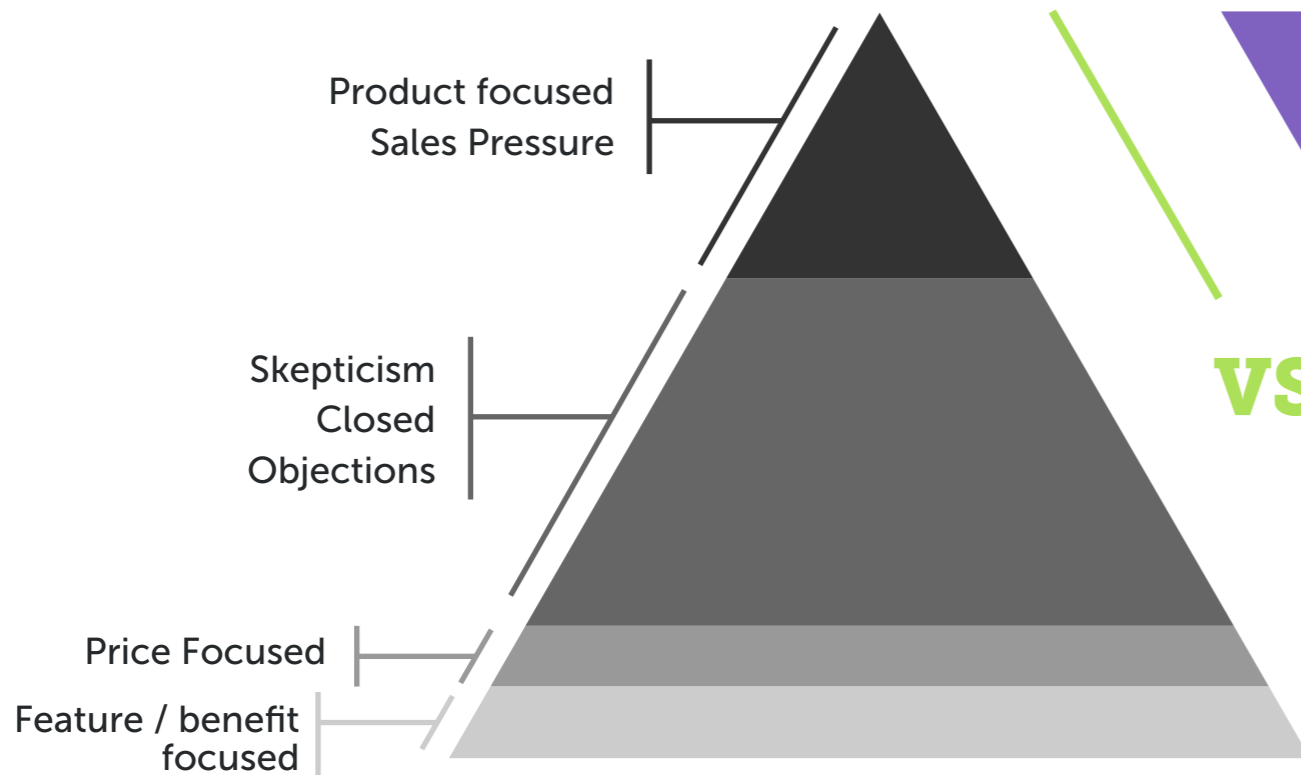 Product focused
Sales Pressure
Skepticism
Closed
Objections
VS
Price Focused
Feature / benefit
focused